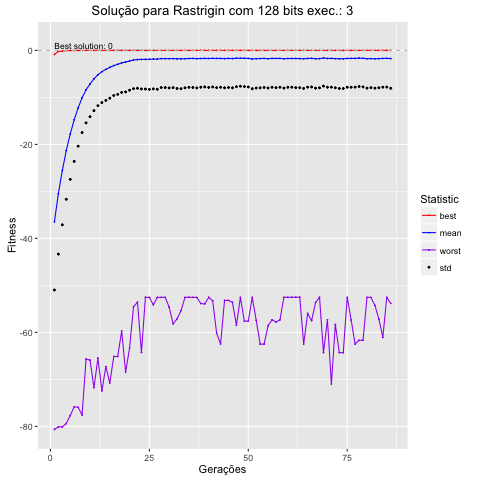 Solução para Rastrigin com 128 bits exec.: 3
Best solution: 0
0
-20
-40
-60
-80
Fitness
0
25
50
75
Gerações
Statistic
best
mean
worst
std